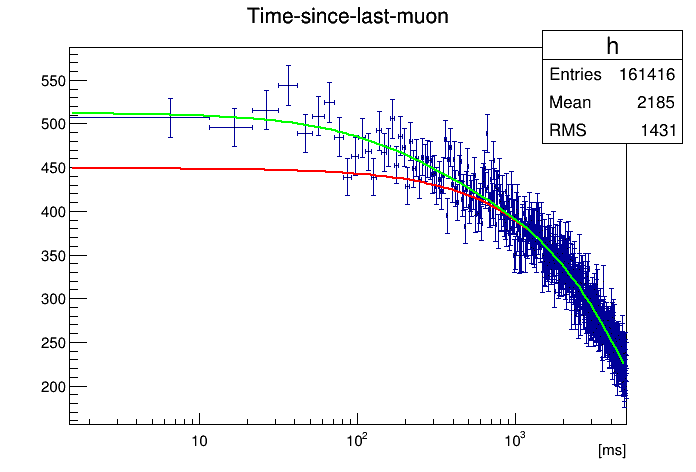 Time-since-last-muon
h
Entries 161416
Mean 2185
RMS 1431
550
500
450
400
350
300
250
200
10
10²
10³
[ms]